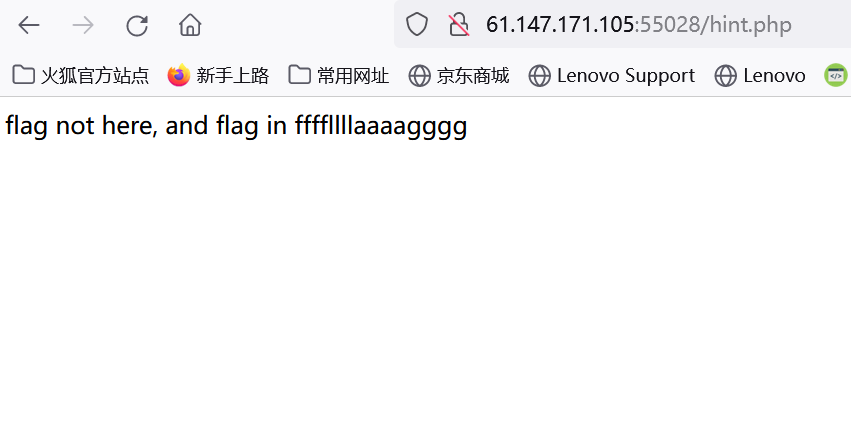 61.147.171.105:55028/hint.php
火狐官方站点 新手上路 常用网址 京东商城 Lenovo Support Lenovo
flag not here, and flag in ffffllllaaaagggg